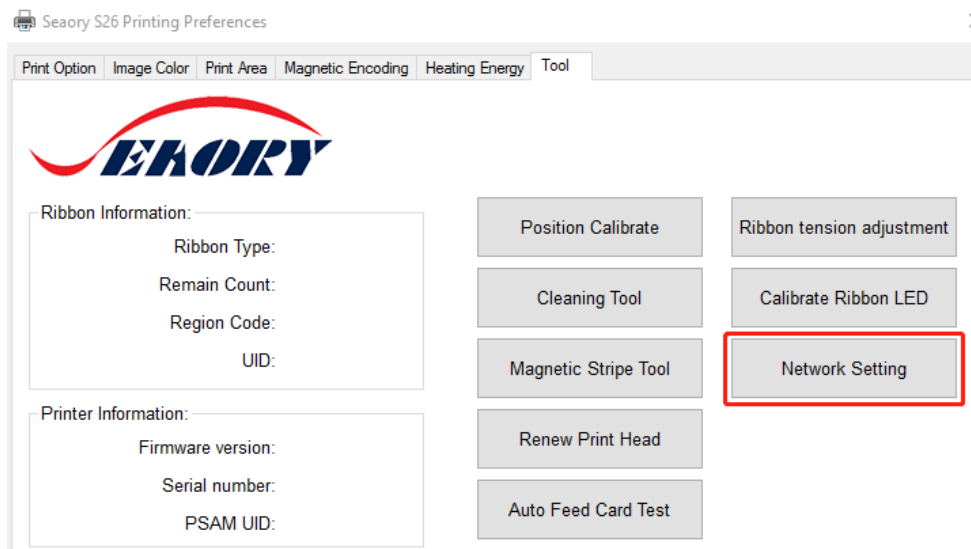 Seaory S26 Printing Preferences
Print Option Image Color Print Area Magnetic Encoding Heating Energy Tool
SEAORY
Ribbon Information:
Ribbon Type:
Remain Count:
Region Code:
UID:
Printer Information:
Firmware version:
Serial number:
PSAM UID:
Position Calibrate
Cleaning Tool
Magnetic Stripe Tool
Renew Print Head
Auto Feed Card Test
Ribbon tension adjustment
Calibrate Ribbon LED
Network Setting